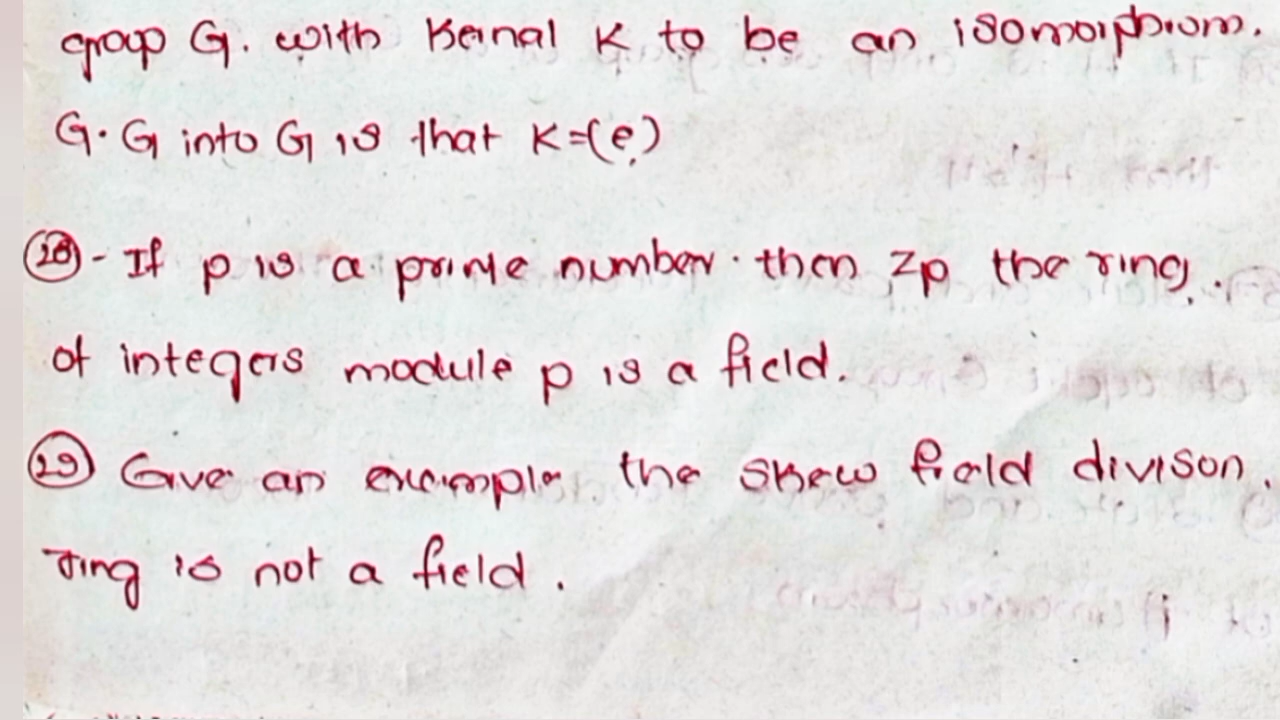 group G. with Kernal K to be an isomorphism.
G. G into G is that K=(e)
(28) - If p is a prime number. then Zp the ring.
of integers module p is a field.
(29) Give an example the skew field divison.
ring is not a field.